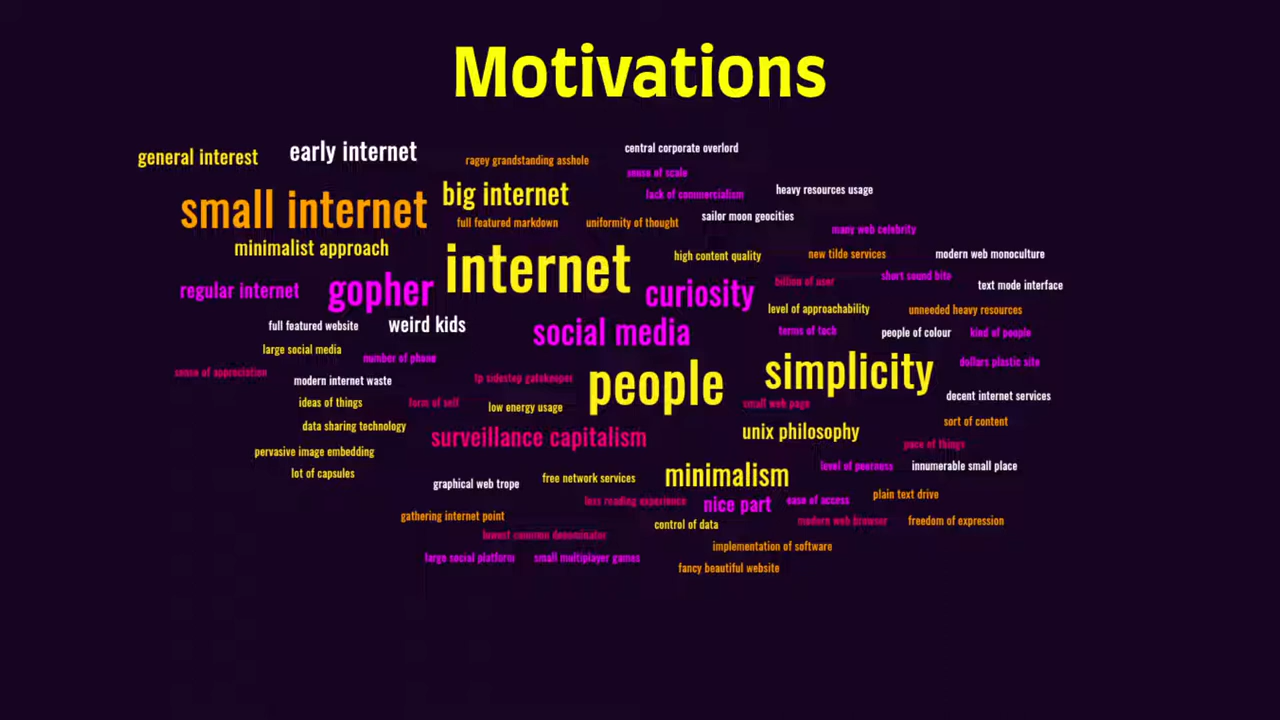 Motivations
general interest
early internet
ragey grandstanding asshole
central corporate overlord
sense of scale
small internet
big internet
lack of commercialism
heavy resources usage
full featured markdown
uniformity of thought
sailor moon geocities
many web celebrity
minimalist approach
internet
high content quality
new tilde services
modern web monoculture
regular internet
gopher
curiosity
billion of user
short sound bite
text mode interface
level of approachability
unneeded heavy resources
full featured website
weird kids
social media
terms of tech
people of colour
kind of people
large social media
number of phone
simplicity
dollars plastic site
sense of appreciation
modern internet waste
tp sidestep gatekeeper
people
decent internet services
ideas of things
form of self
low energy usage
small web page
sort of content
data sharing technology
surveillance capitalism
unix philosophy
pace of things
pervasive image embedding
lot of capsules
graphical web trope
free network services
minimalism
level of peerness
innumerable small place
less reading experience
nice part
ease of access
plain text drive
gathering internet point
control of data
modern web browser
freedom of expression
lowest common denominator
implementation of software
large social platform
small multiplayer games
fancy beautiful website